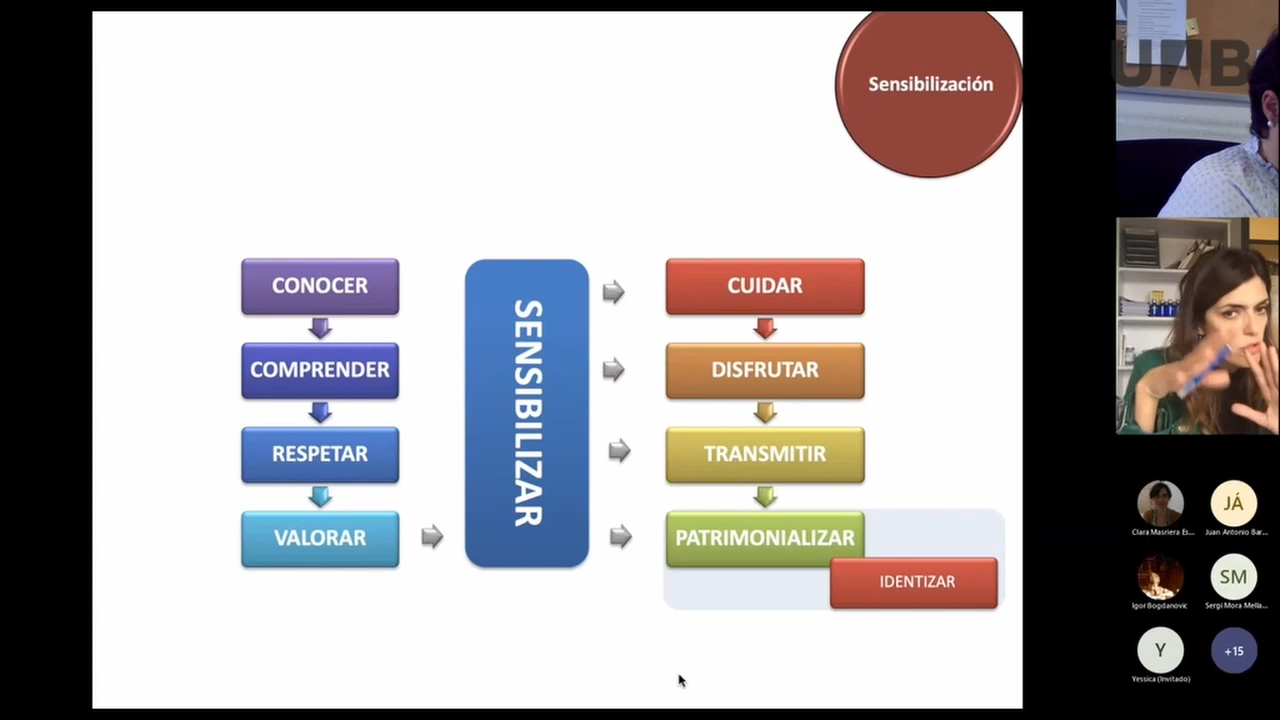 Sensibilización
CONOCER
COMPRENDER
RESPETAR
VALORAR
SENSIBILIZAR
CUIDAR
DISFRUTAR
TRANSMITIR
PATRIMONIALIZAR
IDENTIZAR
UAB
JÁ
Clara Masriera Es...
Juan Antonio Bar...
SM
Igor Bogdanovic
Sergi Mora Mella...
Y
+15
Yessica (Invitado)